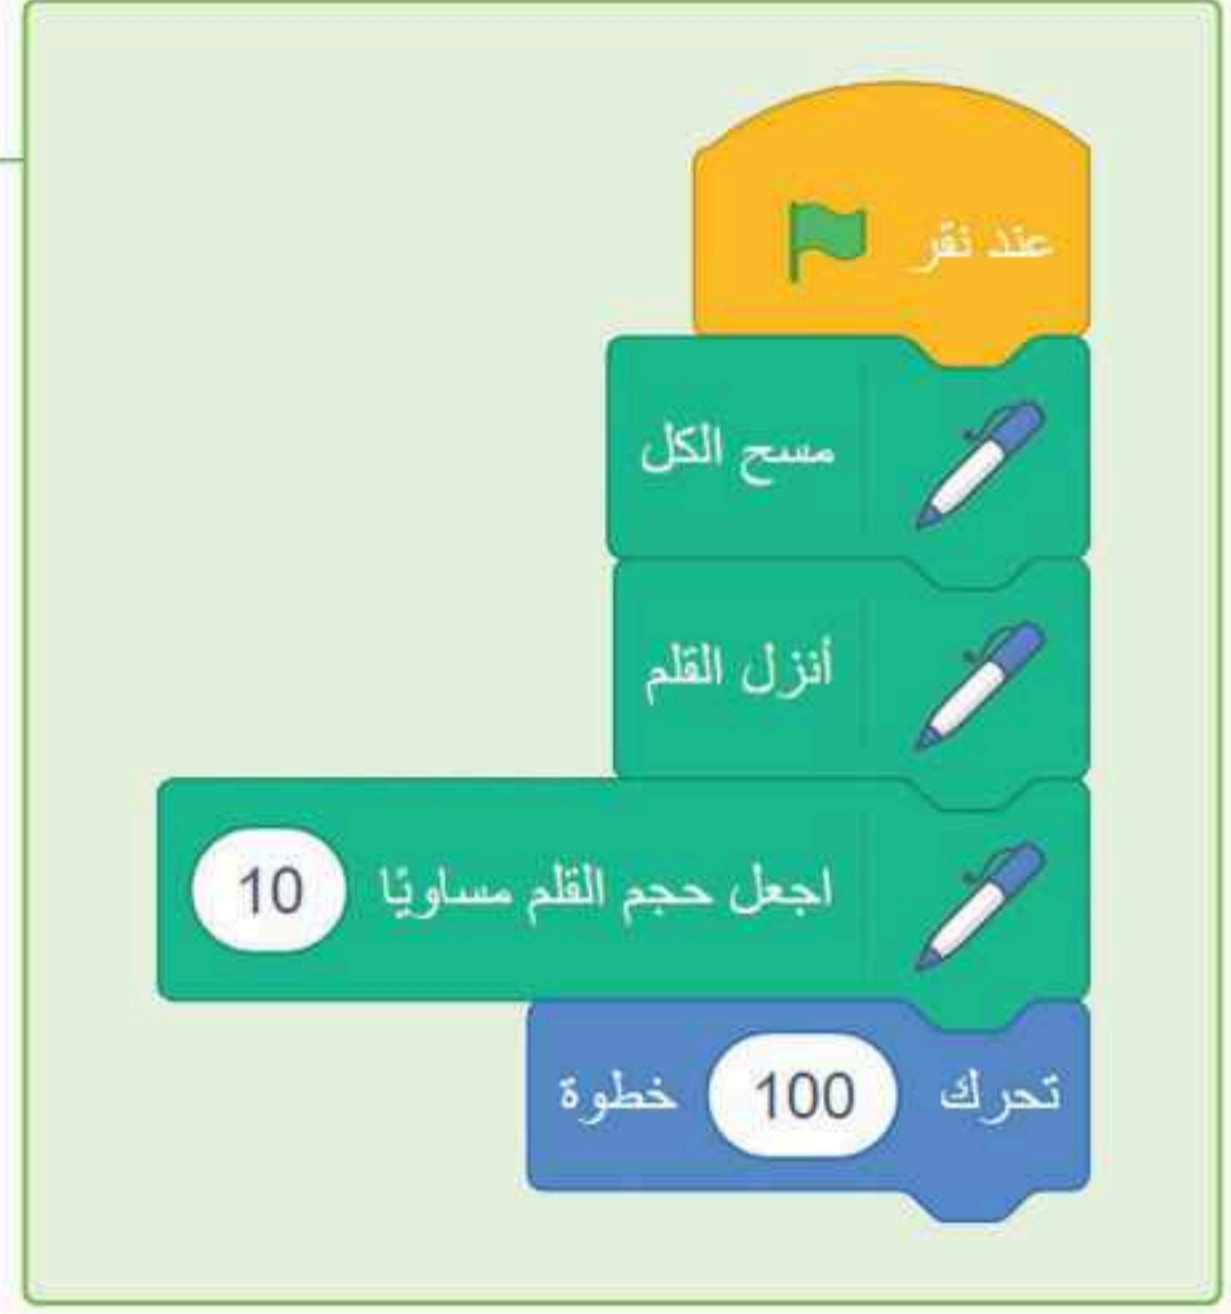 عند نقر
مسح الكل
أنزل القلم
اجعل حجم القلم مساويًا 10
تحرك 100 خطوة